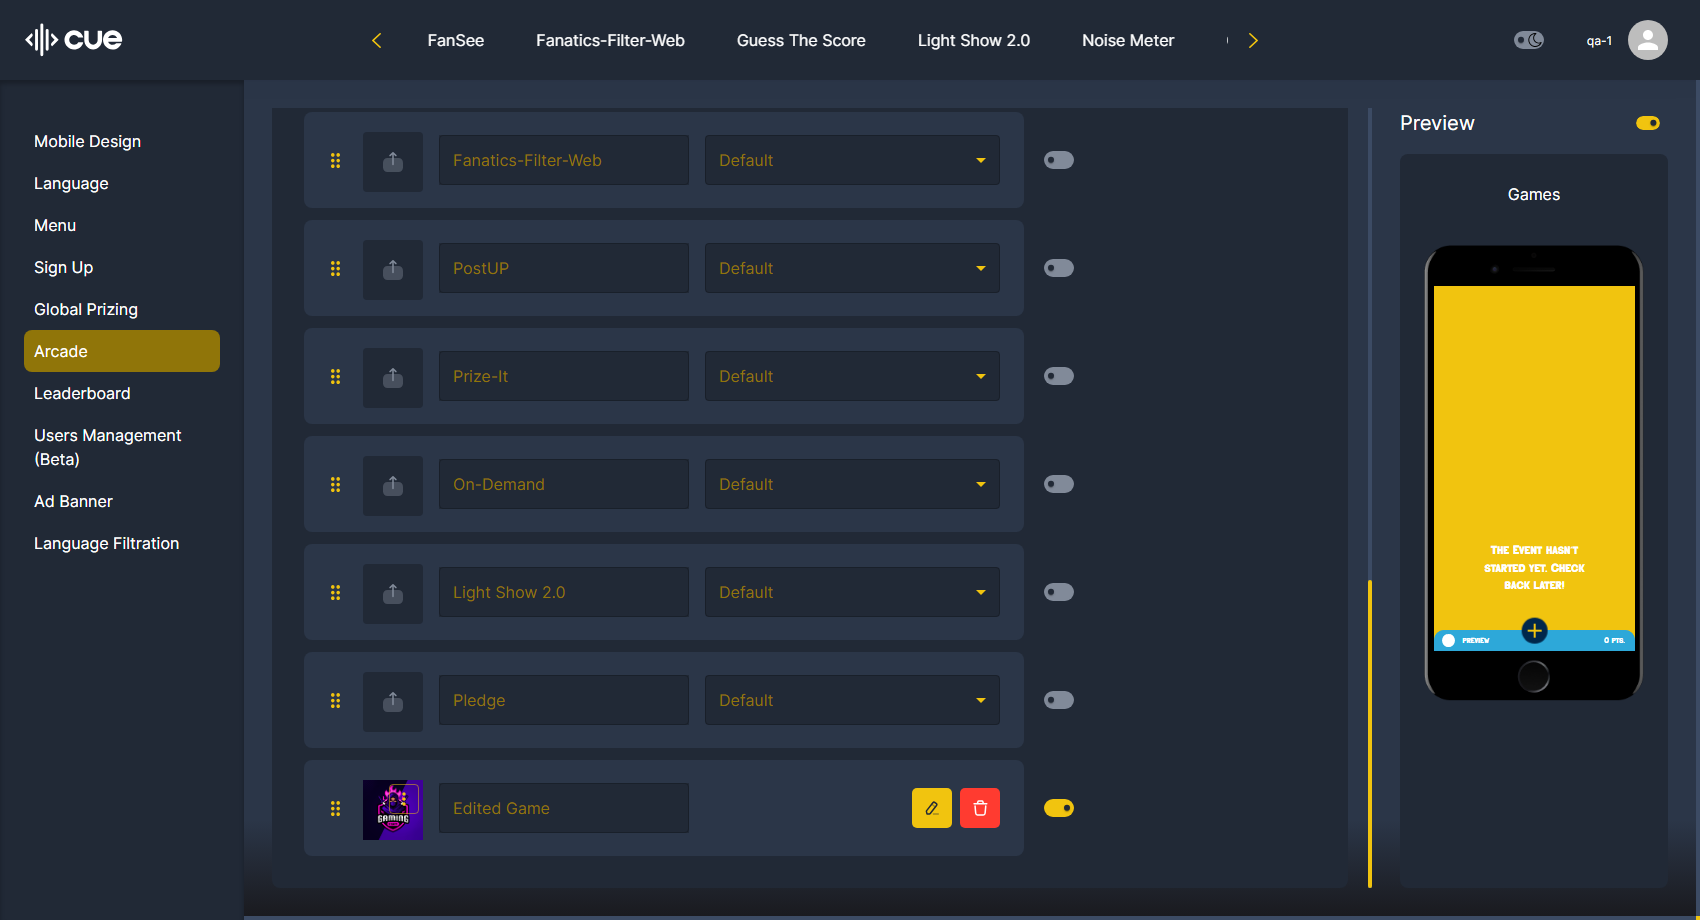 cue
FanSee
Fanatics-Filter-Web
Guess The Score
Light Show 2.0
Noise Meter
qa-1
Mobile Design
Language
Menu
Sign Up
Global Prizing
Arcade
Leaderboard
Users Management
(Beta)
Ad Banner
Language Filtration
Fanatics-Filter-Web
Default
PostUP
Default
Prize-It
Default
On-Demand
Default
Light Show 2.0
Default
Pledge
Default
GAMING
Edited Game
Preview
Games
The Event hasn't
started yet. Check
back later!
PREVIEW
0 PTS.